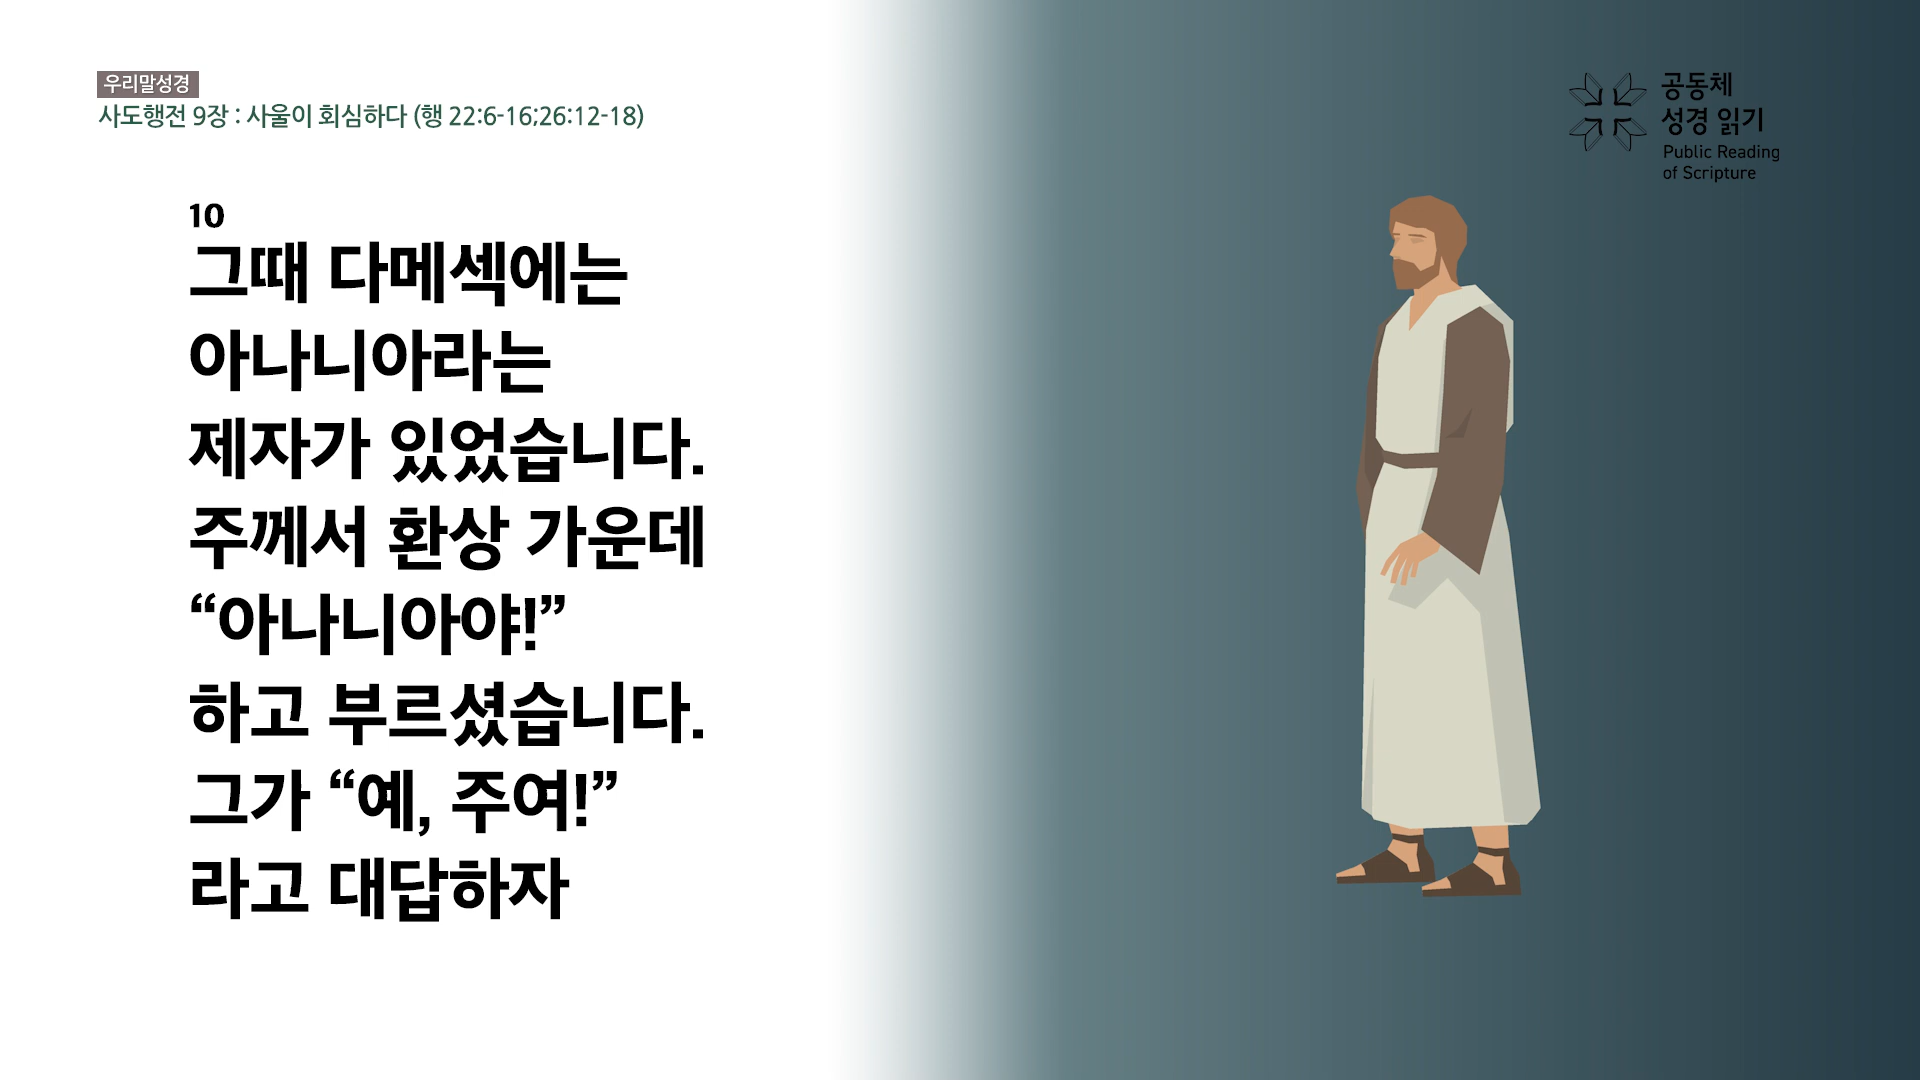 우리말성경
사도행전 9장 : 사울이 회심하다 (행 22:6-16;26:12-18)
공동체
성경 읽기
Public Reading
of Scripture
10
그때 다메섹에는
아나니아라는
제자가 있었습니다.
주께서 환상 가운데
“아나니아야!”
하고 부르셨습니다.
그가 “예, 주여!”
라고 대답하자